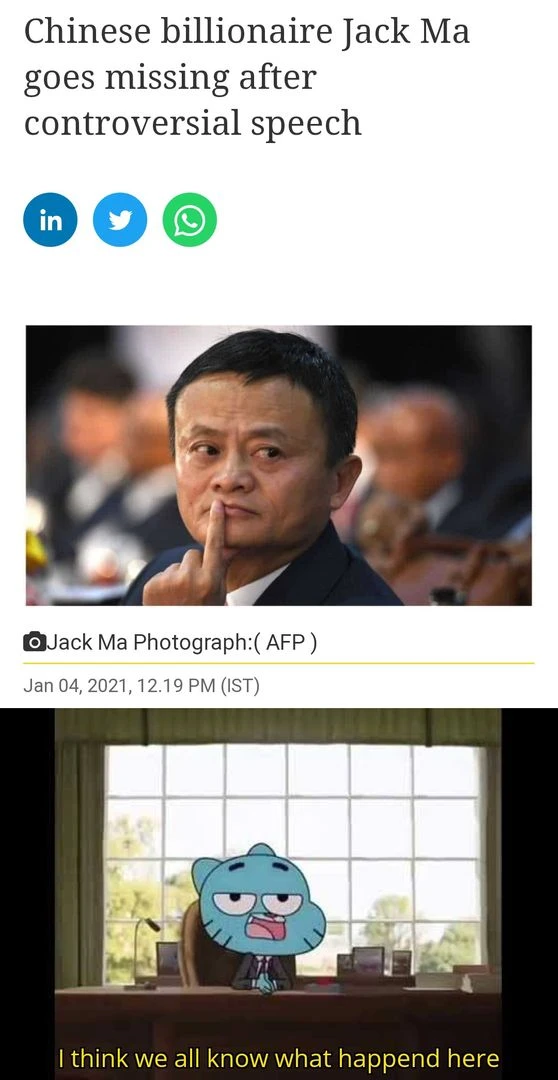 Chinese billionaire Jack Ma
goes missing after
controversial speech
in
Jack Ma Photograph:( AFP )
Jan 04, 2021, 12.19 PM (IST)
I think we all know what happend here